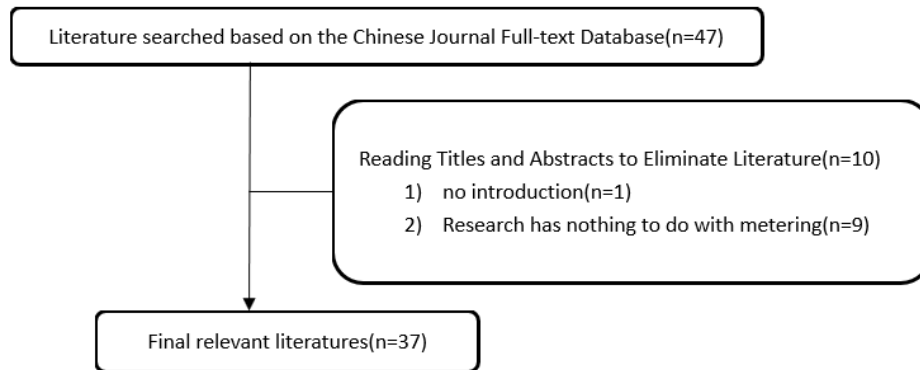 Literature searched based on the Chinese Journal Full-text Database(n=47)
Reading Titles and Abstracts to Eliminate Literature(n=10)
1) no introduction(n=1)
2) Research has nothing to do with metering(n=9)
Final relevant literatures(n=37)